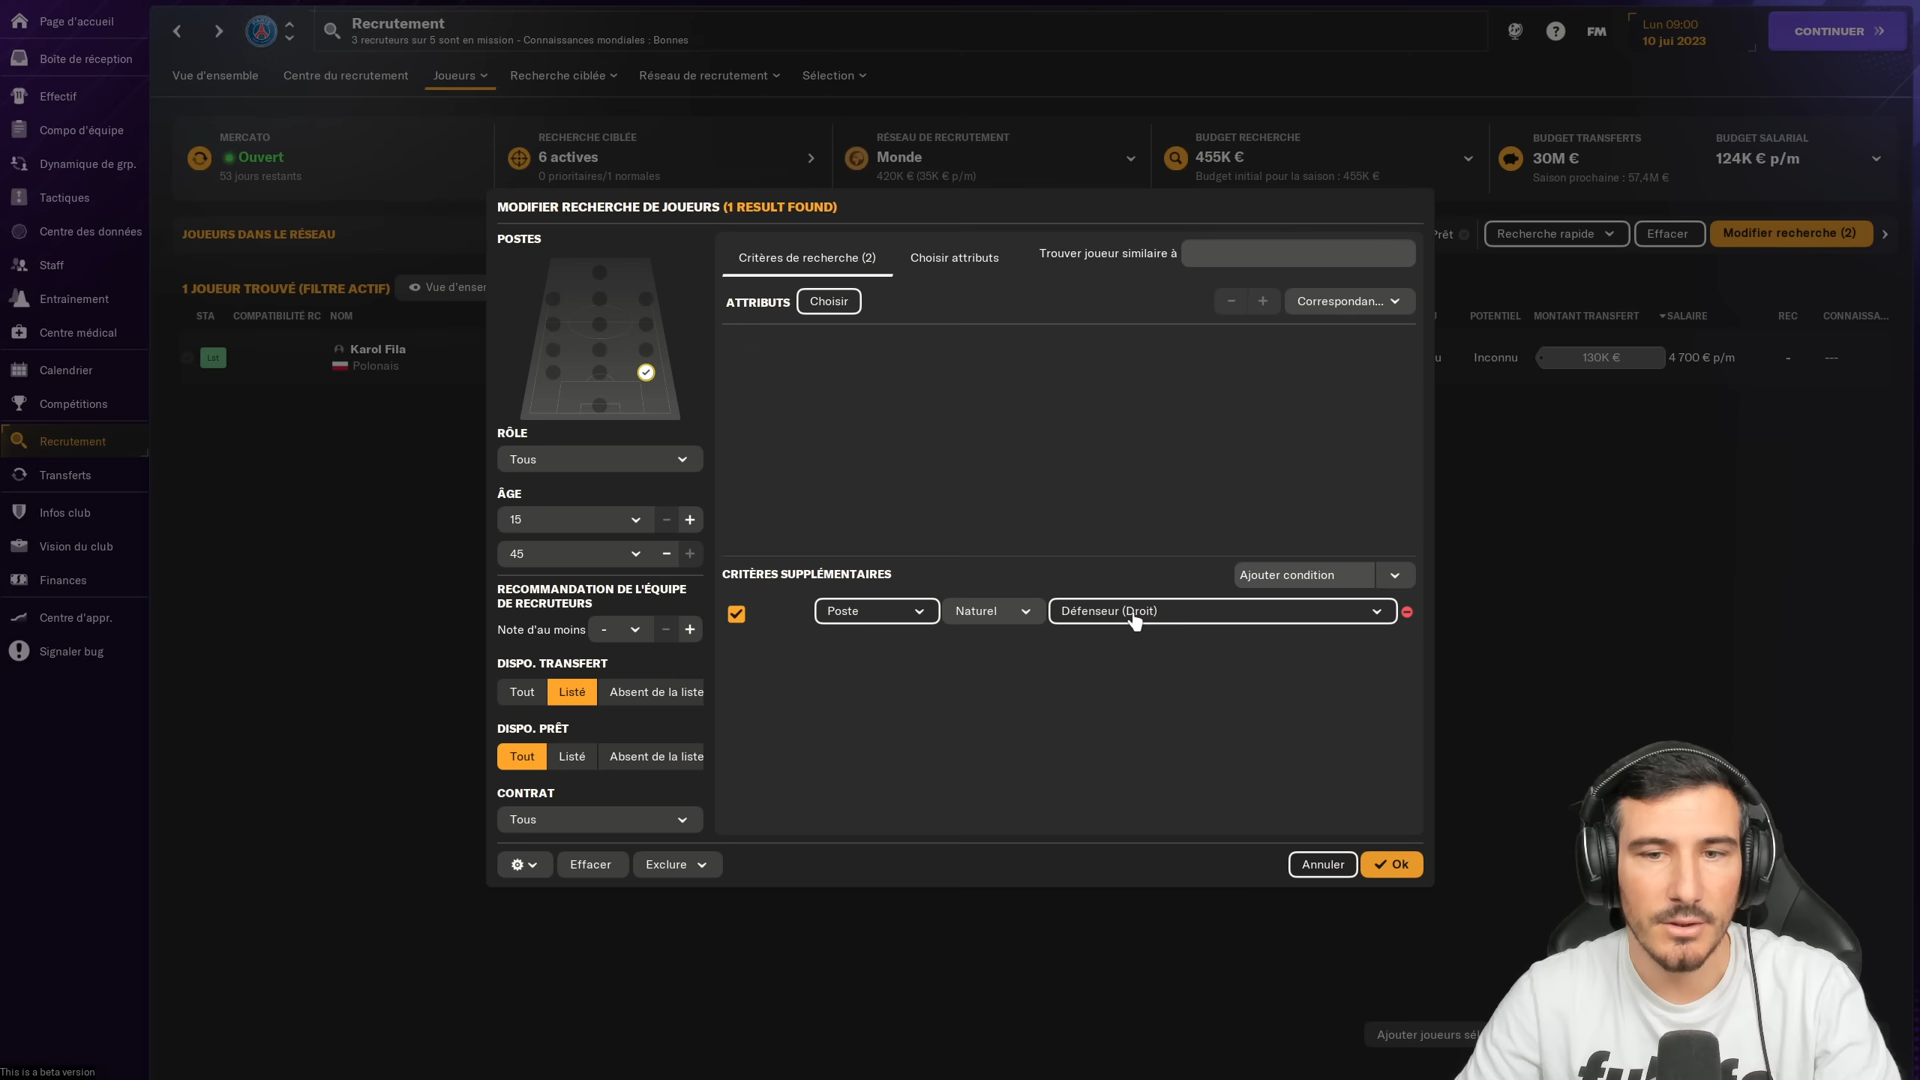 Page d'accueil
Boîte de réception
Effectif
Compo d'équipe
Dynamique de grp.
Tactiques
Centre des données
Staff
Entraînement
Centre médical
Calendrier
Compétitions
Recrutement
Transferts
Infos club
Vision du club
Finances
Centre d'appr.
Signaler bug
This is a beta version
Recrutement
3 recruteurs sur 5 sont en mission - Connaissances mondiales : Bonnes
FM
Lun 09:00
10 jui 2023
CONTINUER
Vue d'ensemble
Centre du recrutement
Joueurs
Recherche ciblée
Réseau de recrutement
Sélection
MERCATO
Ouvert
53 jours restants
RECHERCHE CIBLÉE
6 actives
0 prioritaires/1 normales
RÉSEAU DE RECRUTEMENT
Monde
420K € (35K € p/m)
BUDGET RECHERCHE
455K €
Budget initial pour la saison : 455K €
BUDGET TRANSFERTS
30M €
Saison prochaine : 57,4M €
BUDGET SALARIAL
124K € p/m
JOUEURS DANS LE RÉSEAU
Prêt
Recherche rapide
Effacer
Modifier recherche (2)
1 JOUEUR TROUVÉ (FILTRE ACTIF)
Vue d'ensem
STA
COMPATIBILITÉ RC
NOM
POTENTIEL
MONTANT TRANSFERT
SALAIRE
REC
CONNAISSA...
Lst
Karol Fila
Polonais
u
Inconnu
130K €
4 700 € p/m
-
---
MODIFIER RECHERCHE DE JOUEURS (1 RESULT FOUND)
POSTES
RÔLE
Tous
ÂGE
15
45
RECOMMANDATION DE L'ÉQUIPE
DE RECRUTEURS
Note d'au moins
-
DISPO. TRANSFERT
Tout
Listé
Absent de la liste
DISPO. PRÊT
Tout
Listé
Absent de la liste
CONTRAT
Tous
Critères de recherche (2)
Choisir attributs
Trouver joueur similaire à
ATTRIBUTS
Choisir
Correspondan...
CRITÈRES SUPPLÉMENTAIRES
Ajouter condition
Poste
Naturel
Défenseur (Droit)
Effacer
Exclure
Annuler
Ok
Ajouter joueurs sél